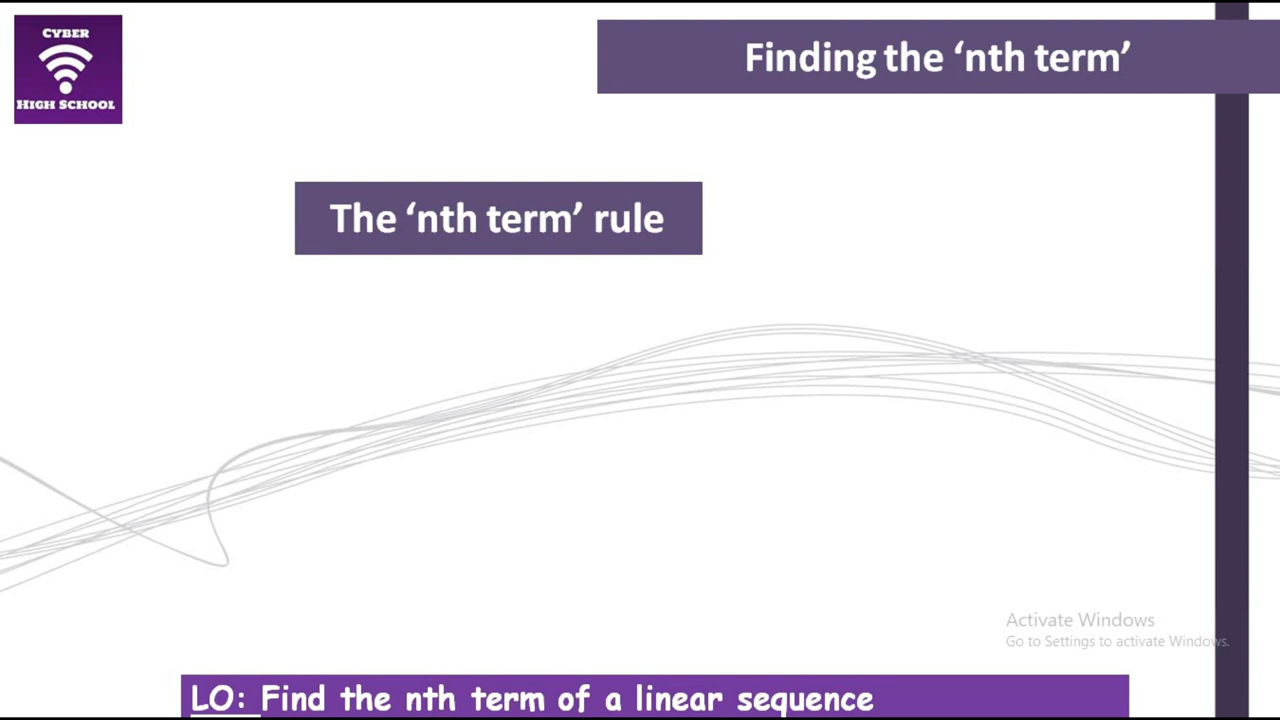 CYBER
HIGH SCHOOL
Finding the ‘nth term’
The ‘nth term’ rule
Activate Windows
Go to Settings to activate Windows.
LO: Find the nth term of a linear sequence